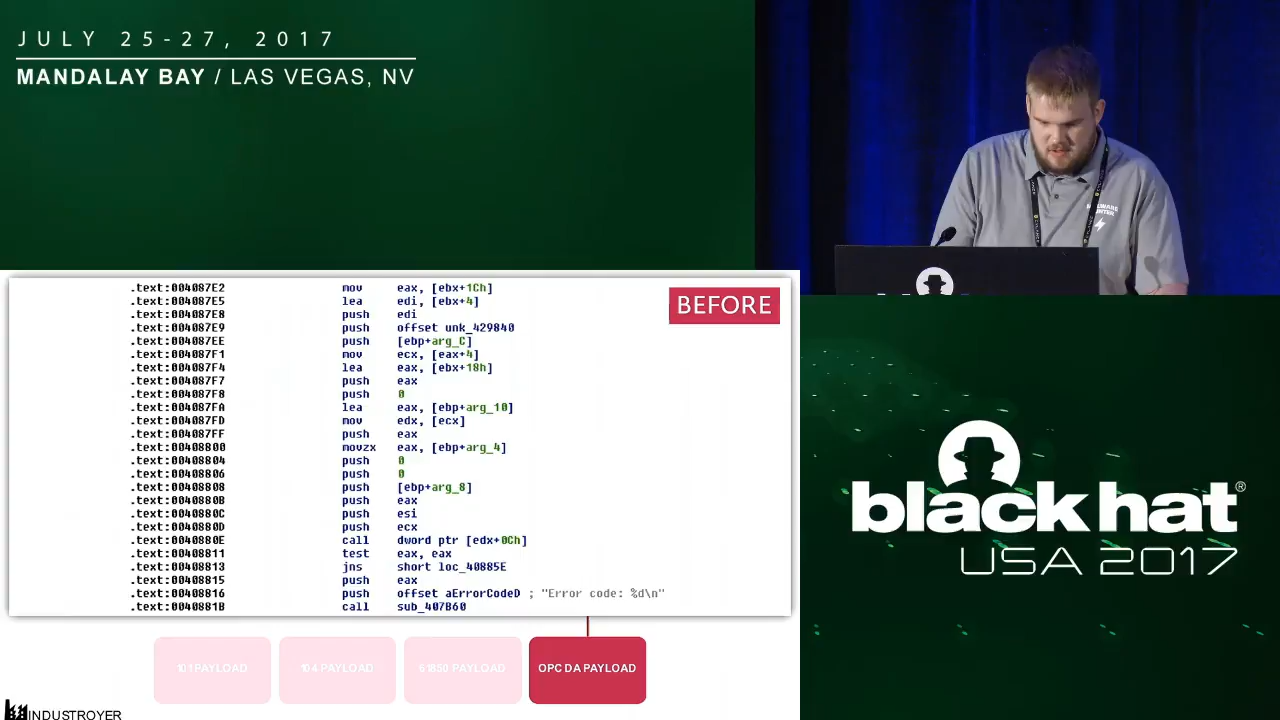 JULY 25-27, 2017
MANDALAY BAY / LAS VEGAS, NV
BEFORE
.text:004087E2 mov eax, [ebx+1Ch]
.text:004087E5 lea edi, [ebx+4]
.text:004087E8 push edi
.text:004087E9 push offset unk_429840
.text:004087EE push [ebp+arg_C]
.text:004087F1 mov ecx, [eax+4]
.text:004087F4 lea eax, [ebx+18h]
.text:004087F7 push eax
.text:004087F8 push 0
.text:004087FA lea eax, [ebp+arg_10]
.text:004087FD mov edx, [ecx]
.text:004087FF push eax
.text:00408800 movzx eax, [ebp+arg_4]
.text:00408804 push 0
.text:00408806 push 0
.text:00408808 push [ebp+arg_8]
.text:0040880B push eax
.text:0040880C push esi
.text:0040880D push ecx
.text:0040880E call dword ptr [edx+0Ch]
.text:00408811 test eax, eax
.text:00408813 jns short loc_40885E
.text:00408815 push eax
.text:00408816 push offset aErrorCodeD ; "Error code: %d\n"
.text:0040881B call sub_407B60
101 PAYLOAD
104 PAYLOAD
61850 PAYLOAD
OPC DA PAYLOAD
INDUSTROYER
black hat®
USA 2017